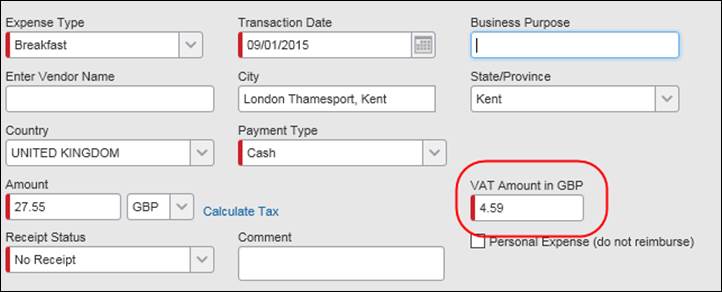 Expense Type Transaction Date Business Purpose
Breakfast 09/01/2015
Enter Vendor Name City State/Province
London Thamesport, Kent Kent
Country Payment Type
UNITED KINGDOM Cash
Amount VAT Amount in GBP
27.55 GBP Calculate Tax 4.59
Receipt Status Comment Personal Expense (do not reimburse)
No Receipt